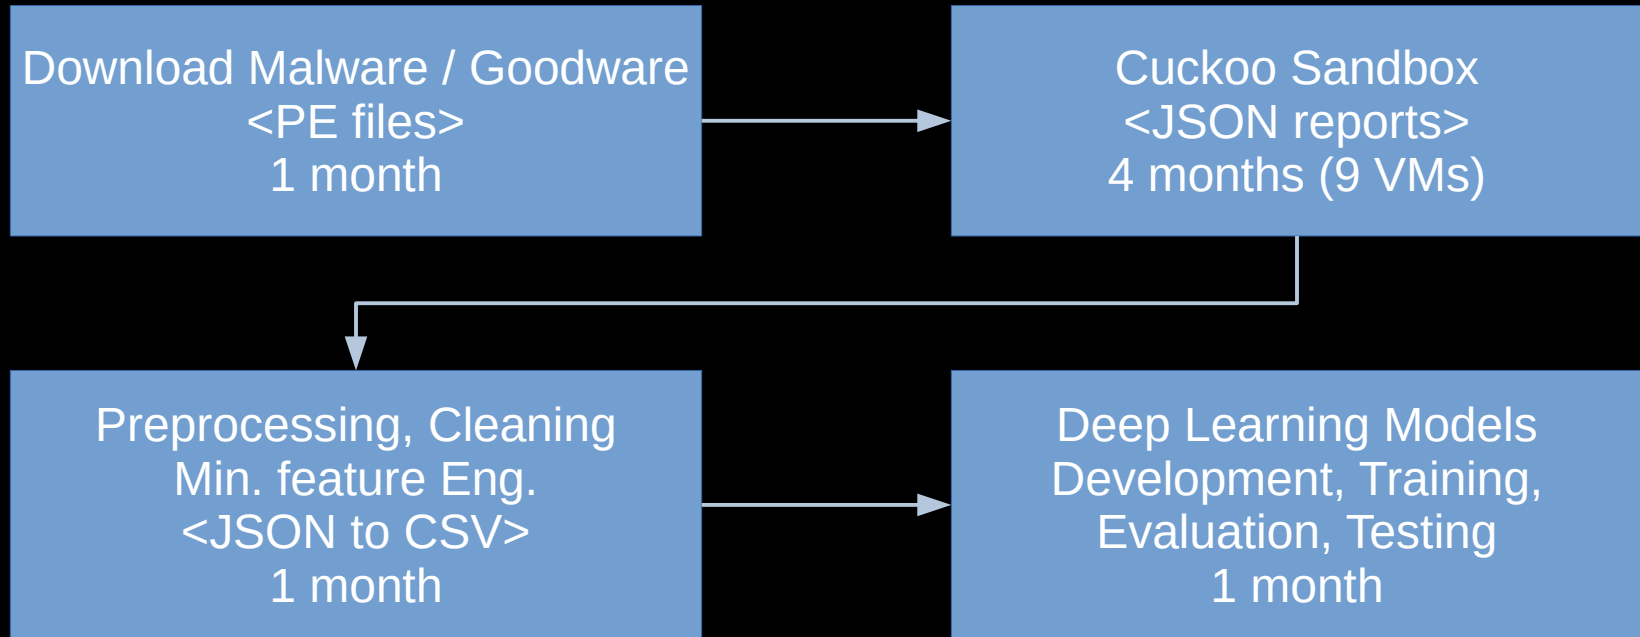 Download Malware / Goodware
<PE files>
1 month
Cuckoo Sandbox
<JSON reports>
4 months (9 VMs)
Preprocessing, Cleaning
Min. feature Eng.
<JSON to CSV>
1 month
Deep Learning Models
Development, Training,
Evaluation, Testing
1 month